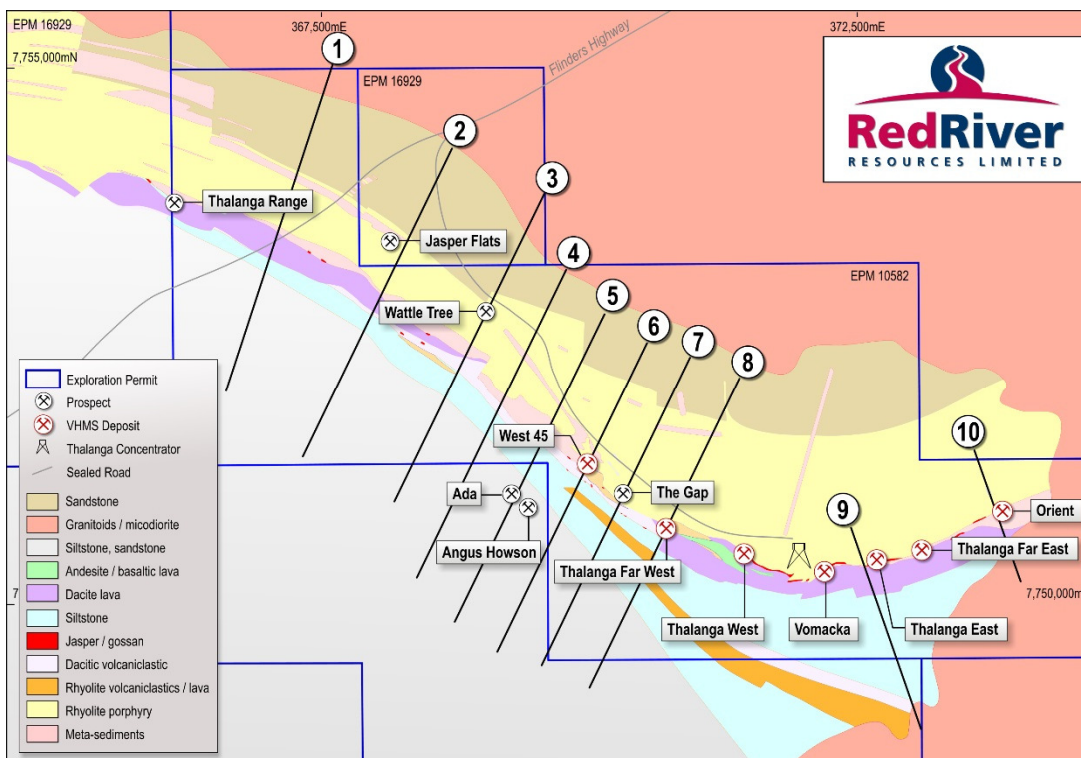 EPM 16929
367,500mE
372,500mE
7,755,000mN
1
EPM 16929
Flinders Highway
2
3
RedRiver
RESOURCES LIMITED
Thalanga Range
Jasper Flats
4
EPM 10582
5
Wattle Tree
6
7
8
Exploration Permit
Prospect
VHMS Deposit
Thalanga Concentrator
Sealed Road
Sandstone
Granitoids / micodiorite
Siltstone, sandstone
Andesite / basaltic lava
Dacite lava
Siltstone
Jasper / gossan
Dacitic volcaniclastic
Rhyolite volcaniclastics / lava
Rhyolite porphyry
Meta-sediments
West 45
10
Ada
The Gap
9
Orient
Angus Howson
Thalanga Far West
Thalanga Far East
7,750,000mN
Thalanga West
Vomacka
Thalanga East